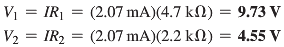 V₁ = IR₁ = (2.07 mA)(4.7 kΩ) = 9.73 V
V₂ = IR₂ = (2.07 mA)(2.2 kΩ) = 4.55 V